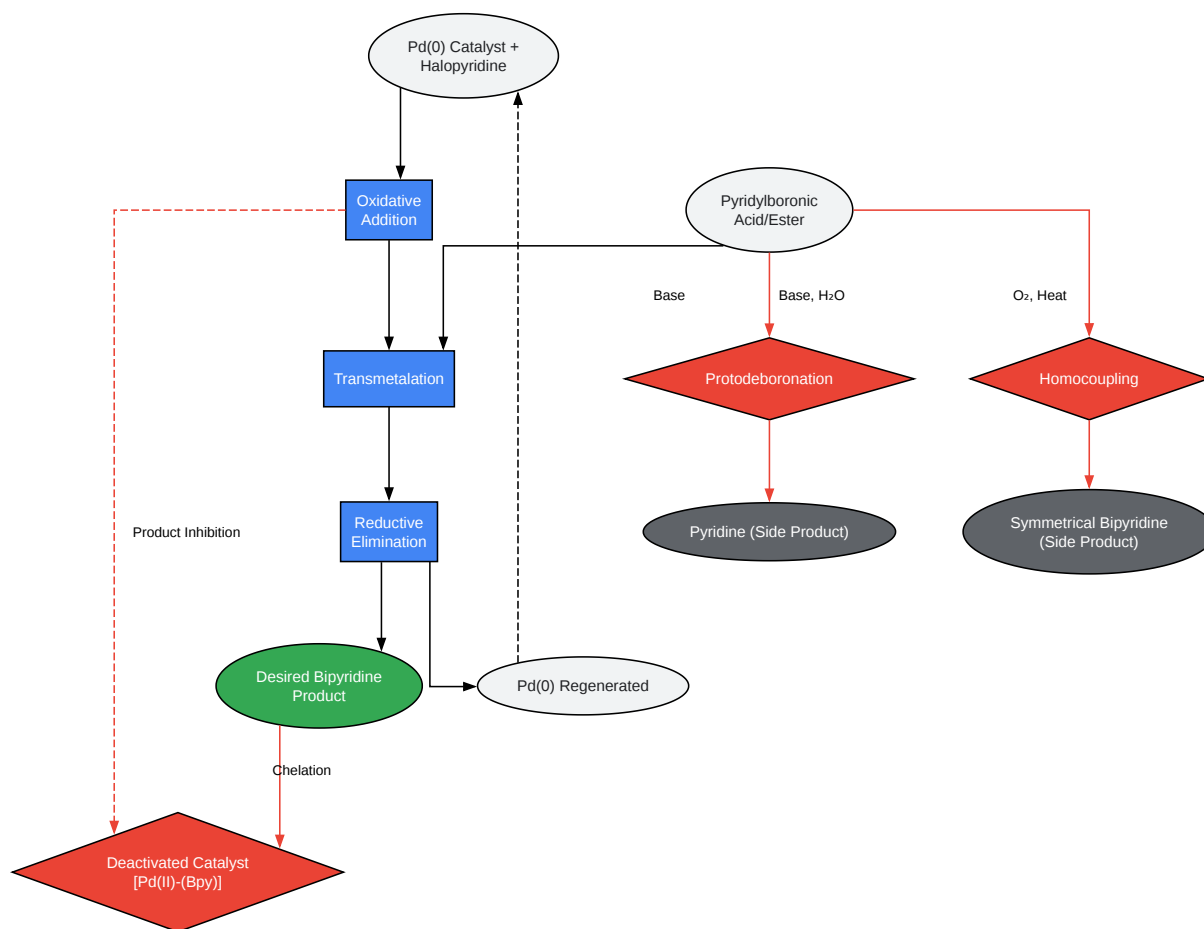 Pd(0) Catalyst +
Halopyridine
Oxidative
Addition
Pyridylboronic
Acid/Ester
Base
Base, H₂O
O₂, Heat
Transmetalation
Protodeboronation
Homocoupling
Reductive
Elimination
Product Inhibition
Pyridine (Side Product)
Symmetrical Bipyridine
(Side Product)
Desired Bipyridine
Product
Pd(0) Regenerated
Chelation
Deactivated Catalyst
[Pd(II)-(Bpy)]